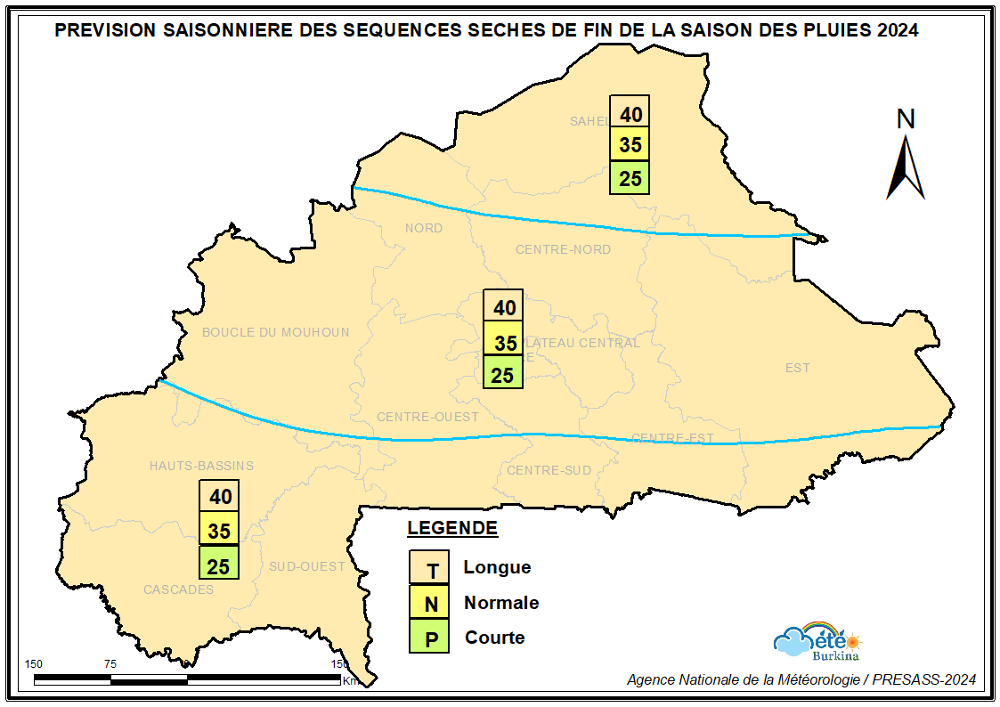 PREVISION SAISONNIERE DES SEQUENCES SECHES DE FIN DE LA SAISON DES PLUIES 2024
N
SAHEL
40
35
25
NORD
CENTRE-NORD
40
35
25
BOUCLE DU MOUHOUN
PLATEAU CENTRAL
RE
EST
CENTRE-OUEST
CENTRE-EST
HAUTS-BASSINS
CENTRE-SUD
40
35
25
SUD-OUEST
CASCADES
LEGENDE
T Longue
N Normale
P Courte
150 75 0 150
Km
Météo
Burkina
Agence Nationale de la Météorologie / PRESASS-2024